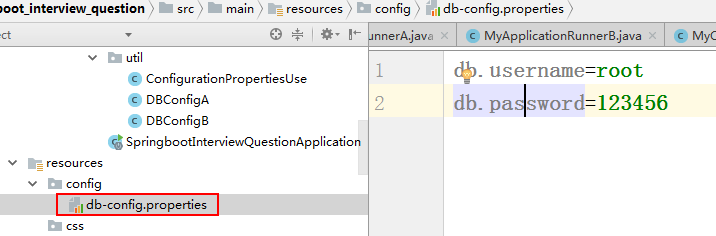 boot_interview_question
src
main
resources
config
db-config.properties
ect
unnerA.java
MyApplicationRunnerB.java
MyC
util
ConfigurationPropertiesUse
DBConfigA
DBConfigB
SpringbootInterviewQuestionApplication
resources
config
db-config.properties
css
1 db.username=root
2 db.password=123456